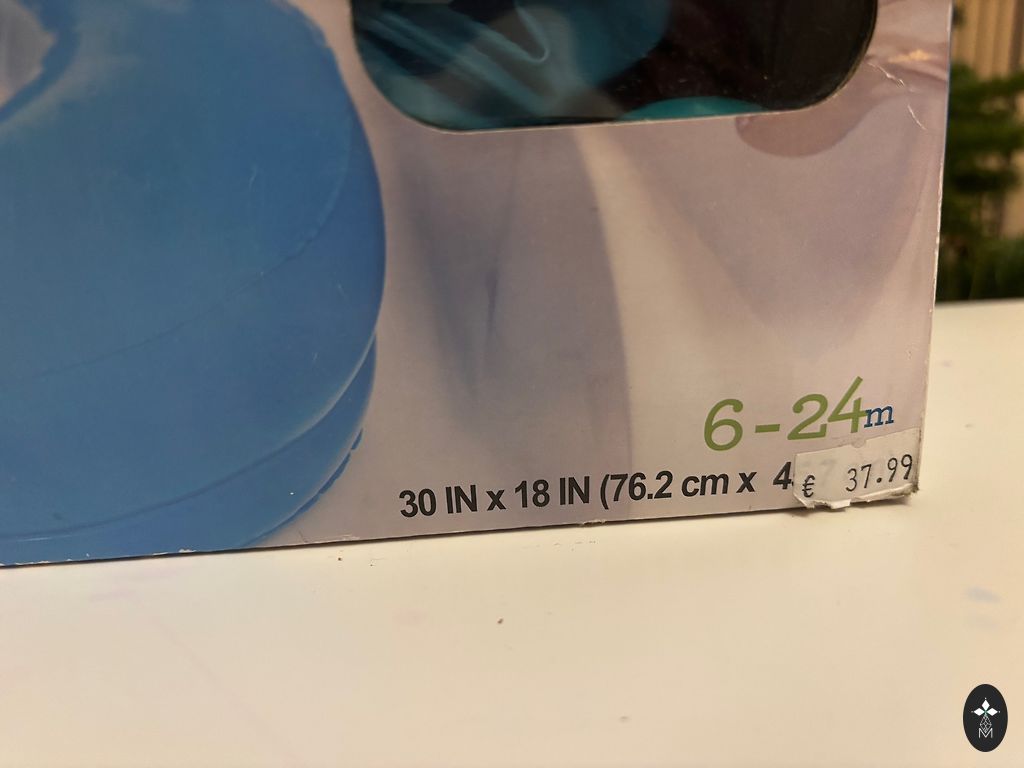 6-24m
30 IN x 18 IN (76.2 cm x 4
€ 37.99
M